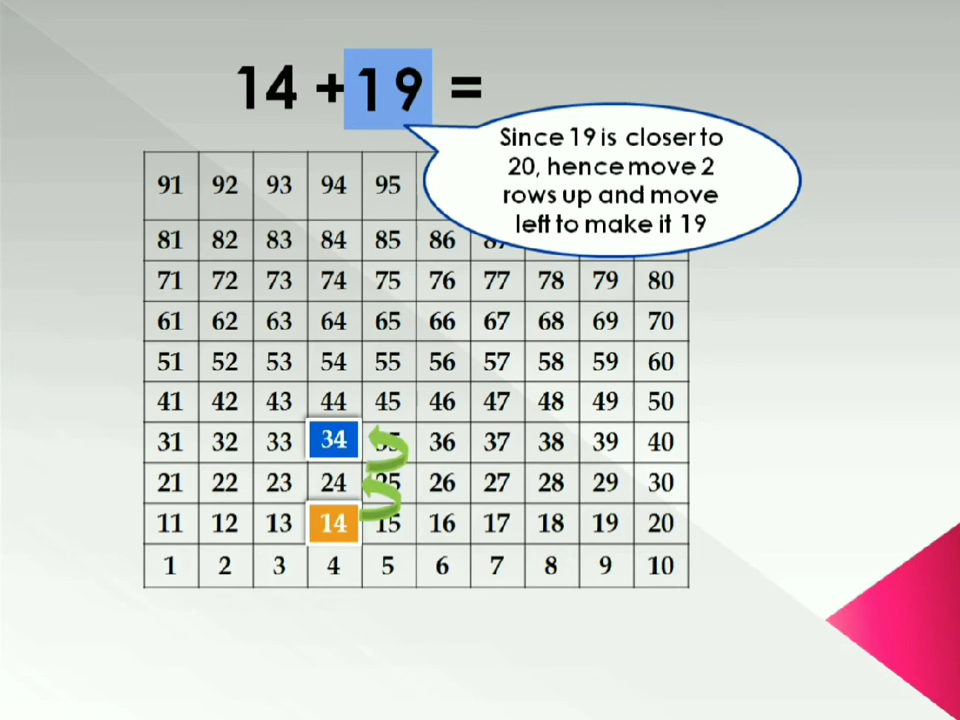 14 + 19 =
Since 19 is closer to
20, hence move 2
rows up and move
left to make it 19
91 92 93 94 95
81 82 83 84 85 86 87
71 72 73 74 75 76 77 78 79 80
61 62 63 64 65 66 67 68 69 70
51 52 53 54 55 56 57 58 59 60
41 42 43 44 45 46 47 48 49 50
31 32 33 34 35 36 37 38 39 40
21 22 23 24 25 26 27 28 29 30
11 12 13 14 15 16 17 18 19 20
1 2 3 4 5 6 7 8 9 10